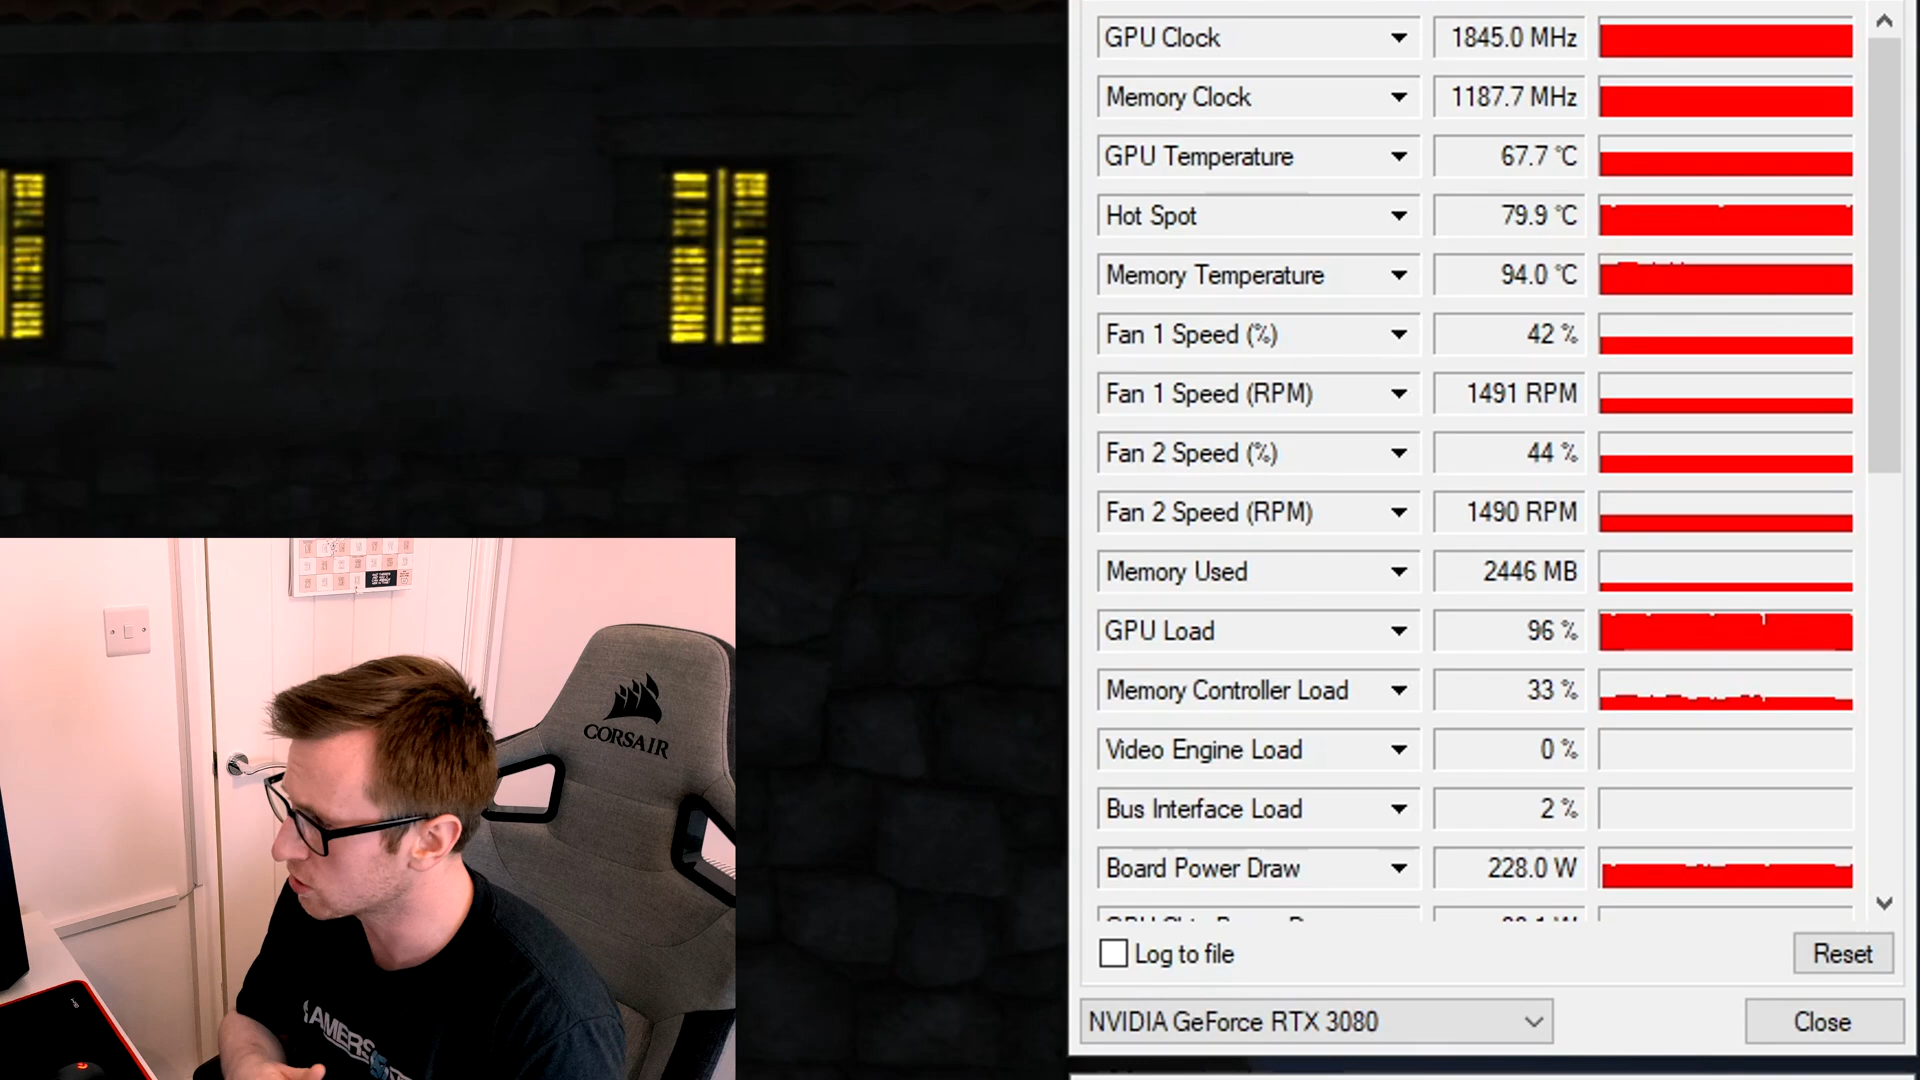 GPU Clock 1845.0 MHz
Memory Clock 1187.7 MHz
GPU Temperature 67.7 °C
Hot Spot 79.9 °C
Memory Temperature 94.0 °C
Fan 1 Speed (%) 42 %
Fan 1 Speed (RPM) 1491 RPM
Fan 2 Speed (%) 44 %
Fan 2 Speed (RPM) 1490 RPM
Memory Used 2446 MB
GPU Load 96 %
Memory Controller Load 33 %
Video Engine Load 0 %
Bus Interface Load 2 %
Board Power Draw 228.0 W
Log to file
Reset
NVIDIA GeForce RTX 3080
Close
CORSAIR